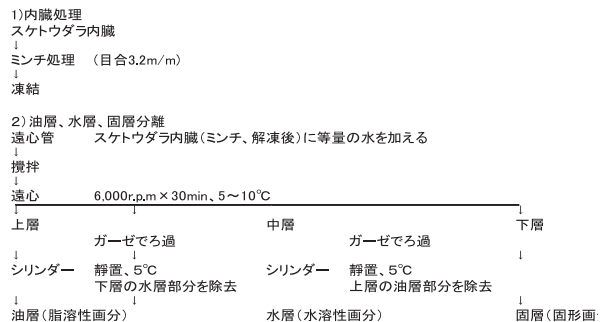 1)内臓処理
スケトウダラ内臓
↓
ミンチ処理 (目合3.2m/m)
↓
凍結
2)油層、水層、固層分離
遠心管 スケトウダラ内臓(ミンチ、解凍後)に等量の水を加える
↓
攪拌
↓
遠心 6,000r.p.m×30min、5～10℃
↓ ↓ ↓
上層 中層 下層
ガーゼでろ過 ガーゼでろ過
↓ ↓ ↓
シリンダー 靜置、5℃ シリンダー 靜置、5℃
下層の水層部分を除去 上層の油層部分を除去
↓ ↓ ↓
油層(脂溶性画分) 水層(水溶性画分) 固層(固形画